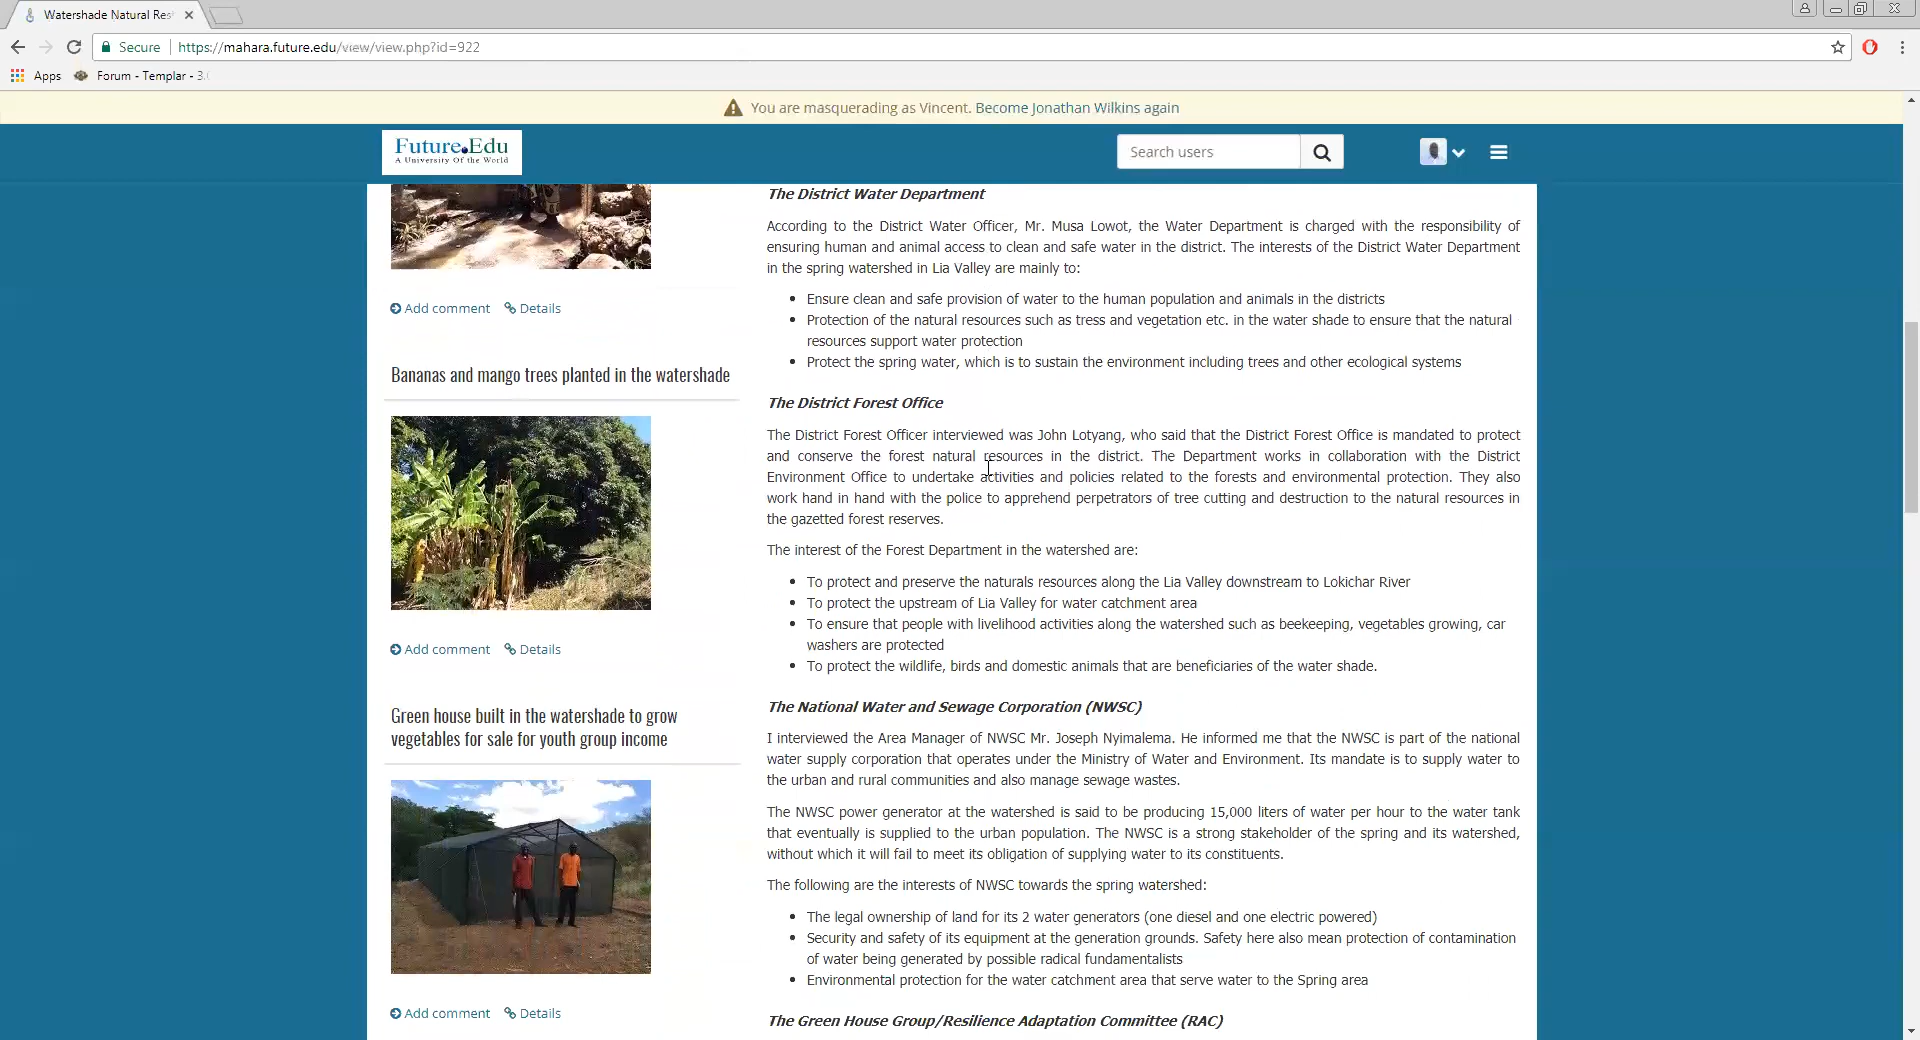 Watershade Natural Res
Secure https://mahara.future.edu/view/view.php?id=922
Apps Forum - Templar - 3.
You are masquerading as Vincent. Become Jonathan Wilkins again
Future.Edu
A University Of the World
Search users
Add comment Details
Bananas and mango trees planted in the watershade
Add comment Details
Green house built in the watershade to grow
vegetables for sale for youth group income
Add comment Details
The District Water Department
According to the District Water Officer, Mr. Musa Lowot, the Water Department is charged with the responsibility of
ensuring human and animal access to clean and safe water in the district. The interests of the District Water Department
in the spring watershed in Lia Valley are mainly to:
• Ensure clean and safe provision of water to the human population and animals in the districts
• Protection of the natural resources such as tress and vegetation etc. in the water shade to ensure that the natural
resources support water protection
• Protect the spring water, which is to sustain the environment including trees and other ecological systems
The District Forest Office
The District Forest Officer interviewed was John Lotyang, who said that the District Forest Office is mandated to protect
and conserve the forest natural resources in the district. The Department works in collaboration with the District
Environment Office to undertake activities and policies related to the forests and environmental protection. They also
work hand in hand with the police to apprehend perpetrators of tree cutting and destruction to the natural resources in
the gazetted forest reserves.
The interest of the Forest Department in the watershed are:
• To protect and preserve the naturals resources along the Lia Valley downstream to Lokichar River
• To protect the upstream of Lia Valley for water catchment area
• To ensure that people with livelihood activities along the watershed such as beekeeping, vegetables growing, car
washers are protected
• To protect the wildlife, birds and domestic animals that are beneficiaries of the water shade.
The National Water and Sewage Corporation (NWSC)
I interviewed the Area Manager of NWSC Mr. Joseph Nyimalema. He informed me that the NWSC is part of the national
water supply corporation that operates under the Ministry of Water and Environment. Its mandate is to supply water to
the urban and rural communities and also manage sewage wastes.
The NWSC power generator at the watershed is said to be producing 15,000 liters of water per hour to the water tank
that eventually is supplied to the urban population. The NWSC is a strong stakeholder of the spring and its watershed,
without which it will fail to meet its obligation of supplying water to its constituents.
The following are the interests of NWSC towards the spring watershed:
• The legal ownership of land for its 2 water generators (one diesel and one electric powered)
• Security and safety of its equipment at the generation grounds. Safety here also mean protection of contamination
of water being generated by possible radical fundamentalists
• Environmental protection for the water catchment area that serve water to the Spring area
The Green House Group/Resilience Adaptation Committee (RAC)